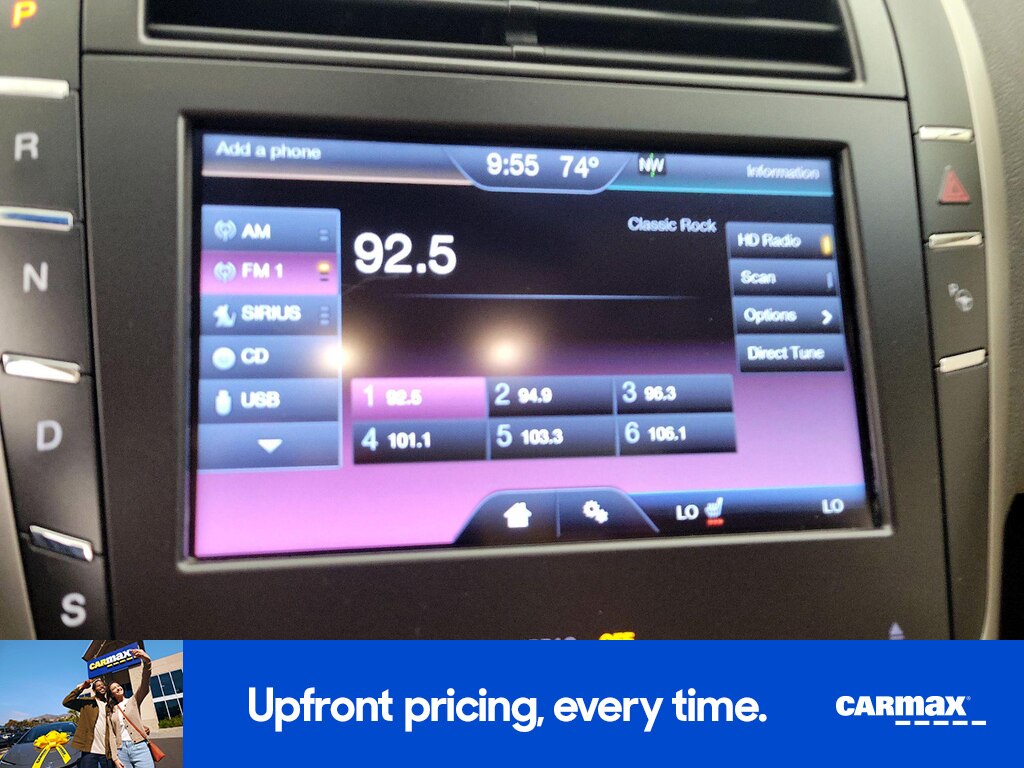 P
R
N
D
S
Add a phone
9:55 74°
NW
Information
AM
FM 1
SIRIUS
CD
USB
92.5
Classic Rock
HD Radio
Scan
Options
Direct Tune
1 92.5 2 94.9 3 96.3
4 101.1 5 103.3 6 106.1
LO
LO
OFF
CARMAX
Upfront pricing, every time.
CARMAX